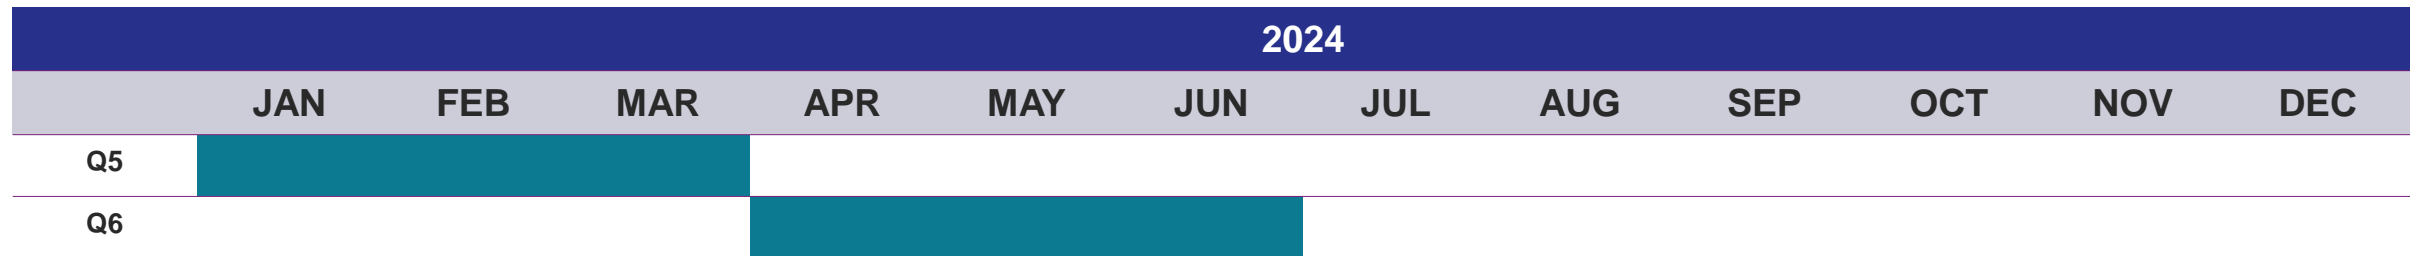 2024
JAN FEB MAR APR MAY JUN JUL AUG SEP OCT NOV DEC
Q5
Q6